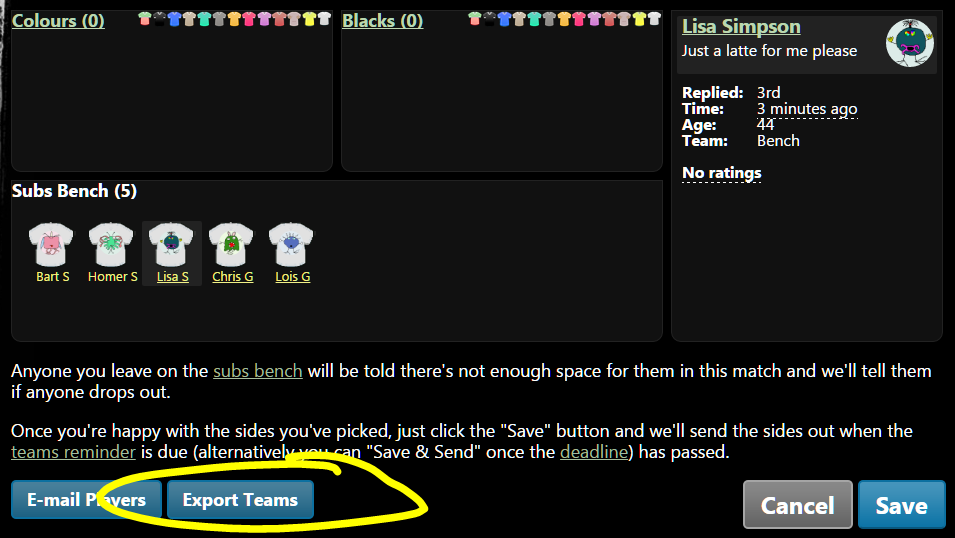 Colours (0)
Blacks (0)
Lisa Simpson
Just a latte for me please
Replied: 3rd
Time: 3 minutes ago
Age: 44
Team: Bench
No ratings
Subs Bench (5)
Bart S
Homer S
Lisa S
Chris G
Lois G
Anyone you leave on the subs bench will be told there's not enough space for them in this match and we'll tell them
if anyone drops out.
Once you're happy with the sides you've picked, just click the "Save" button and we'll send the sides out when the
teams reminder is due (alternatively you can "Save & Send" once the deadline) has passed.
E-mail Players
Export Teams
Cancel
Save